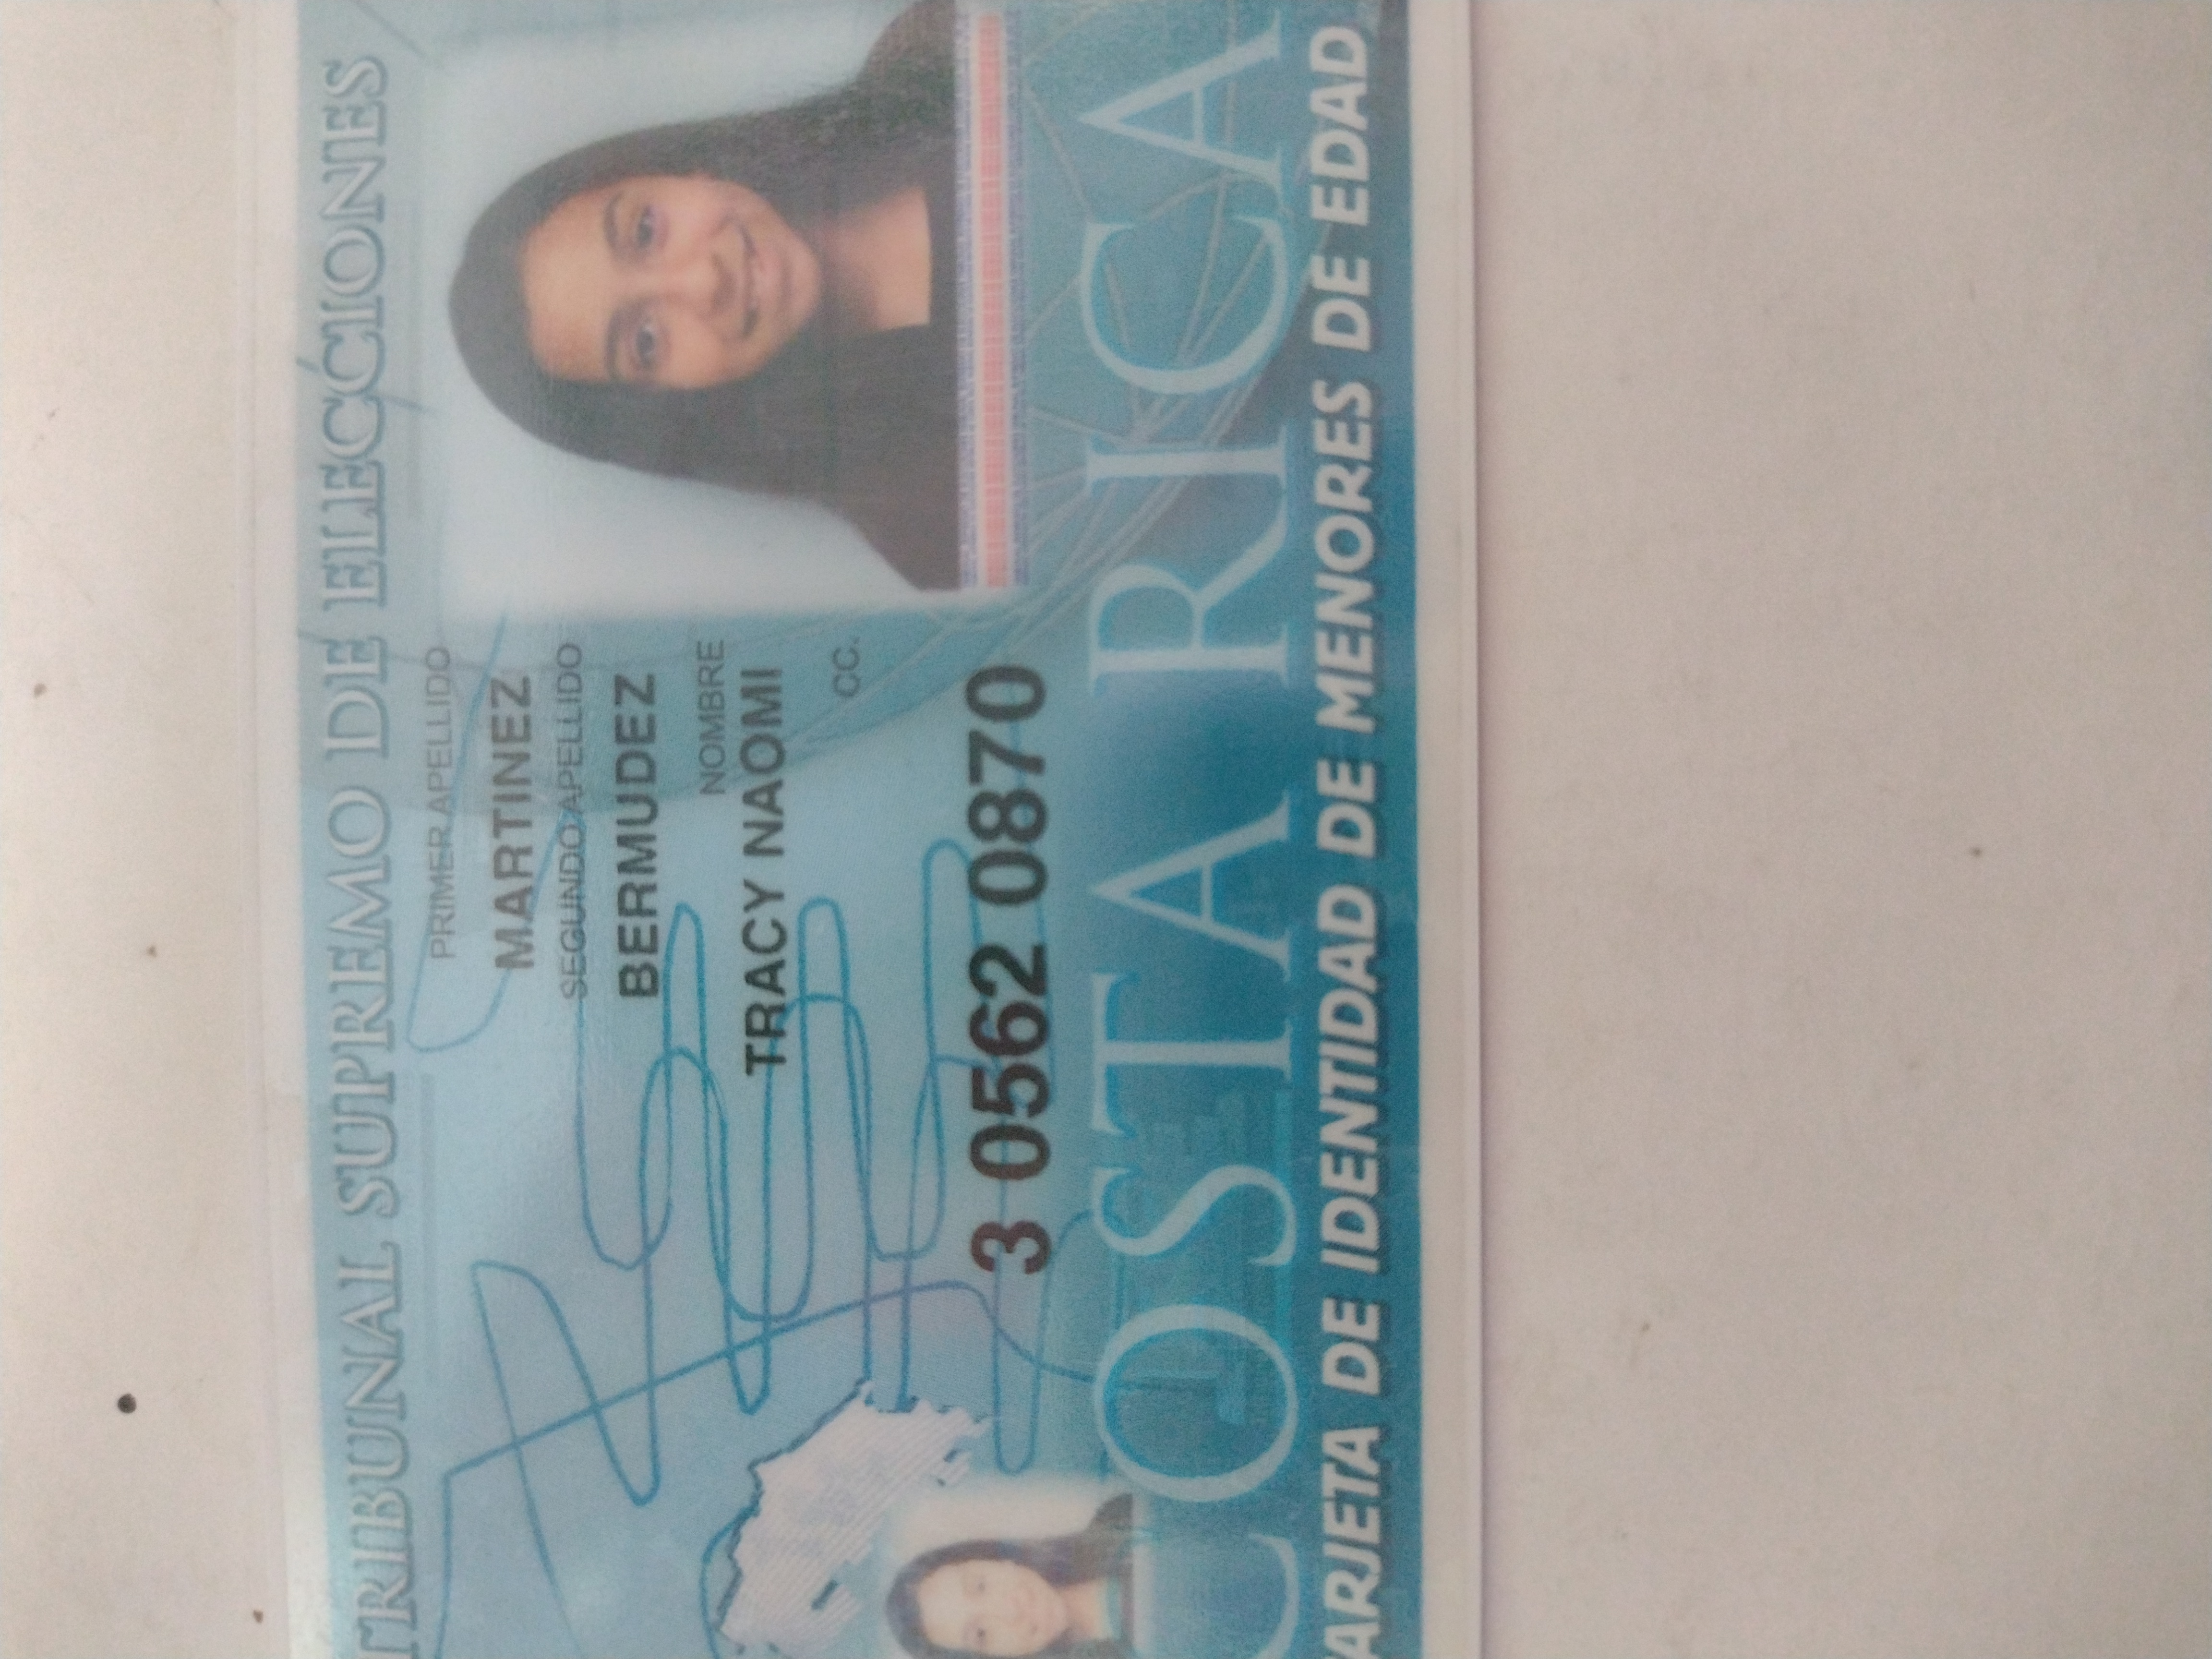 TRIBUNAL SUPREMO DE ELECCIONES
PRIMER APELLIDO
MARTINEZ
SEGUNDO APELLIDO
BERMUDEZ
NOMBRE
TRACY NAOMI
CC.
3 0562 0870
COSTA RICA
TARJETA DE IDENTIDAD DE MENORES DE EDAD